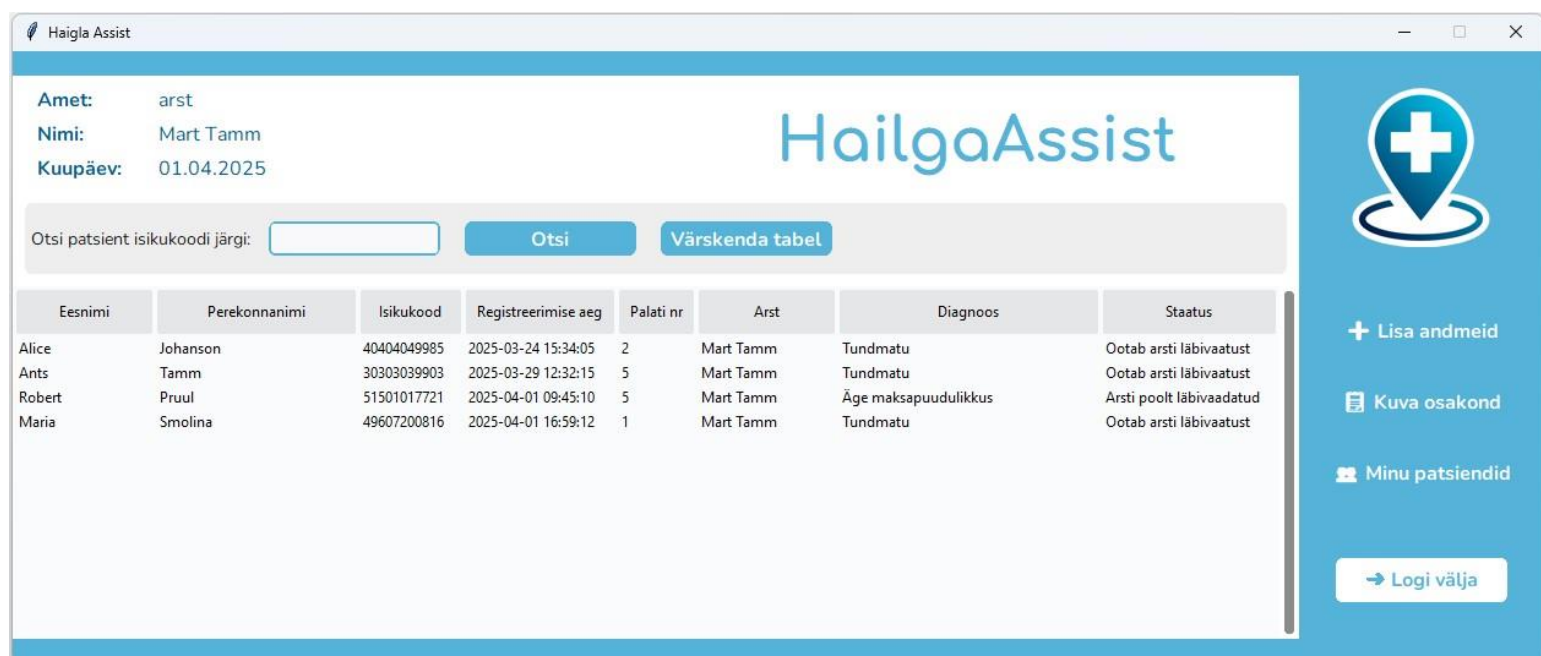 Haigla Assist
Amet: arst
Nimi: Mart Tamm
Kuupäev: 01.04.2025
HailgaAssist
Otsi patsient isikukoodi järgi: Otsi Värskenda tabel
Eesnimi Perekonnanimi Isikukood Registreerimise aeg Palati nr Arst Diagnoos Staatus
Alice Johanson 40404049985 2025-03-24 15:34:05 2 Mart Tamm Tundmatu Ootab arsti läbivaatust
Ants Tamm 30303039903 2025-03-29 12:32:15 5 Mart Tamm Tundmatu Ootab arsti läbivaatust
Robert Pruul 51501017721 2025-04-01 09:45:10 5 Mart Tamm Äge maksapuudulikkus Arsti poolt läbivaadatud
Maria Smolina 49607200816 2025-04-01 16:59:12 1 Mart Tamm Tundmatu Ootab arsti läbivaatust
Lisa andmeid
Kuva osakond
Minu patsiendid
Logi välja